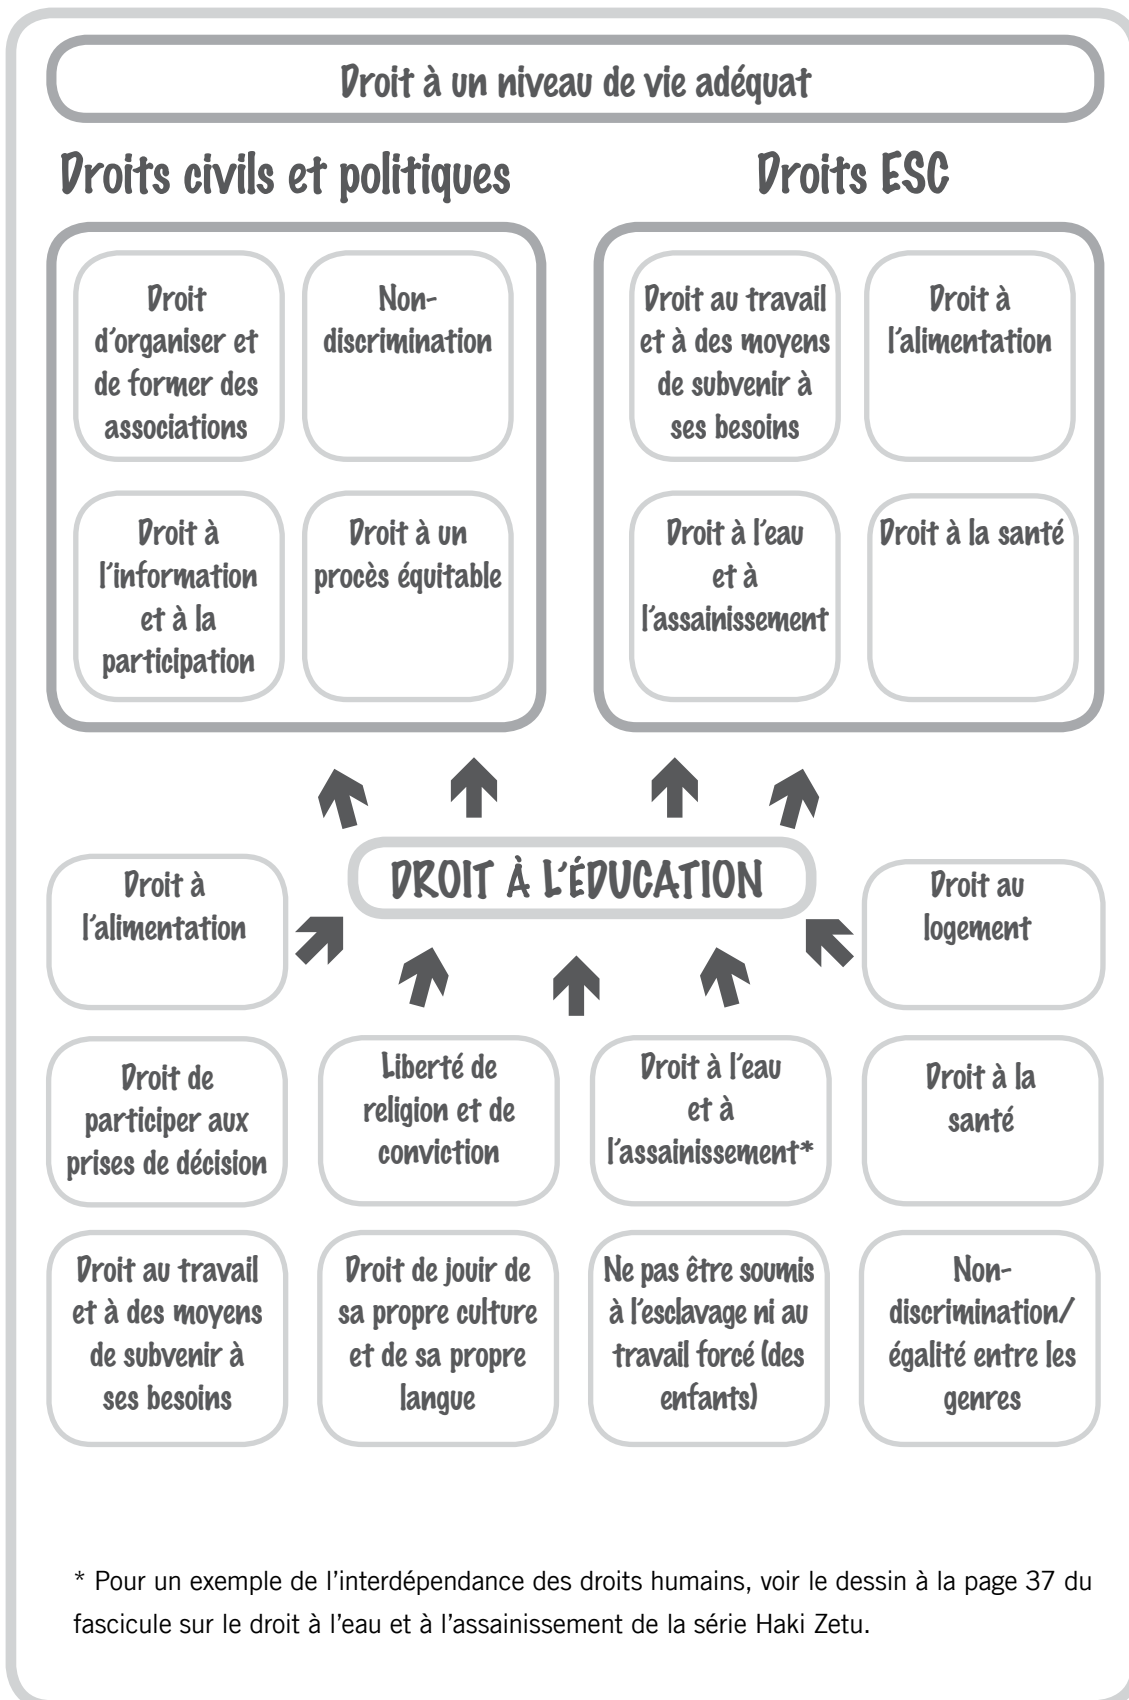 Droit à un niveau de vie adéquat
Droits civils et politiques
Droits ESC
Droit
d'organiser et
de former des
associations
Non-
discrimination
Droit au travail
et à des moyens
de subvenir à
ses besoins
Droit à
l'alimentation
Droit à
l'information
et à la
participation
Droit à un
procès équitable
Droit à l'eau
et à
l'assainissement
Droit à la santé
DROIT À L'ÉDUCATION
Droit à
l'alimentation
Droit au
logement
Droit de
participer aux
prises de décision
Liberté de
religion et de
conviction
Droit à l'eau
et à
l'assainissement*
Droit à la
santé
Droit au travail
et à des moyens
de subvenir à
ses besoins
Droit de jouir de
sa propre culture
et de sa propre
langue
Ne pas être soumis
à l'esclavage ni au
travail forcé (des
enfants)
Non-
discrimination/
égalité entre les
genres
* Pour un exemple de l'interdépendance des droits humains, voir le dessin à la page 37 du
fascicule sur le droit à l'eau et à l'assainissement de la série Haki Zetu.